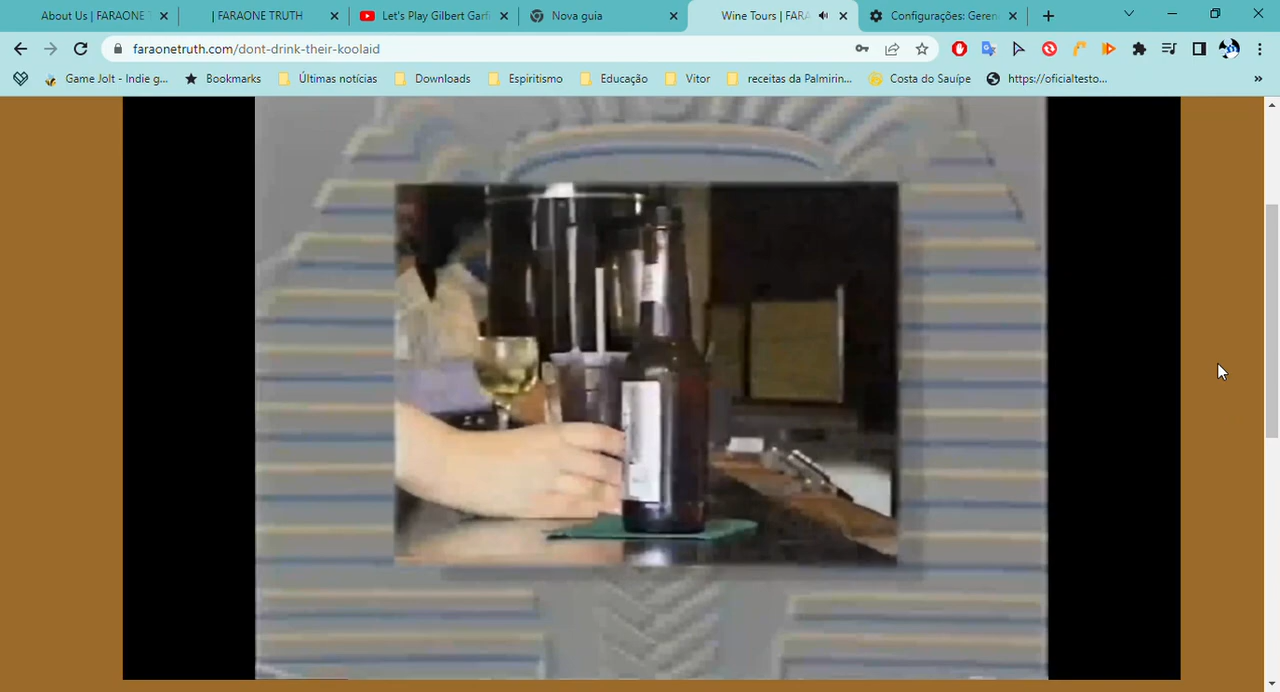 About Us | FARAONE T
| FARAONE TRUTH
Let's Play Gilbert Garf
Nova guia
Wine Tours | FARA
Configurações: Geren
faraonetruth.com/dont-drink-their-koolaid
Game Jolt - Indie g...
Bookmarks
Últimas notícias
Downloads
Espiritismo
Educação
Vitor
receitas da Palmirin...
Costa do Sauípe
https://oficialtesto...